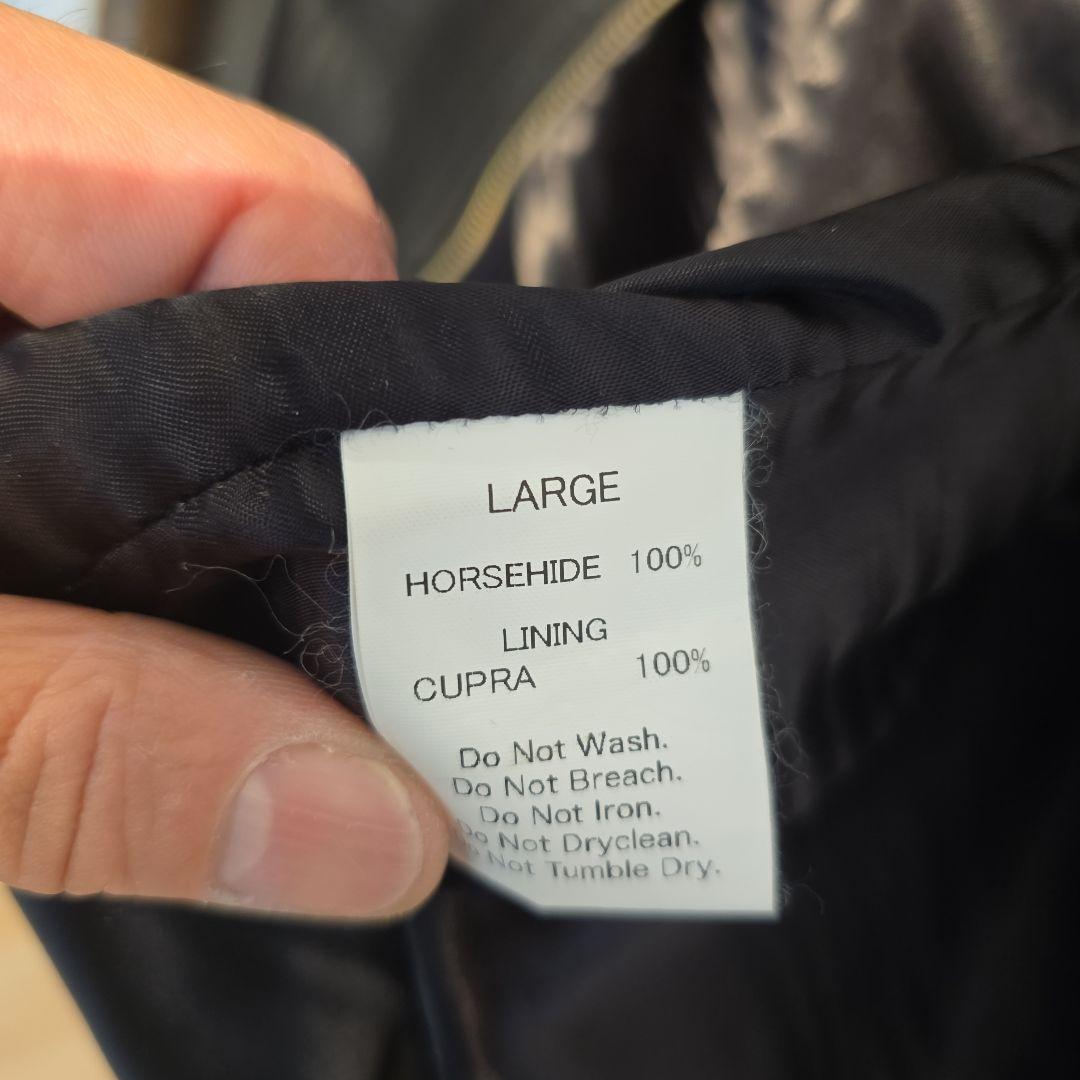 LARGE
HORSEHIDE 100%
LINING
CUPRA 100%
Do Not Wash.
Do Not Breach.
Do Not Iron.
Do Not Dryclean.
Not Tumble Dry.